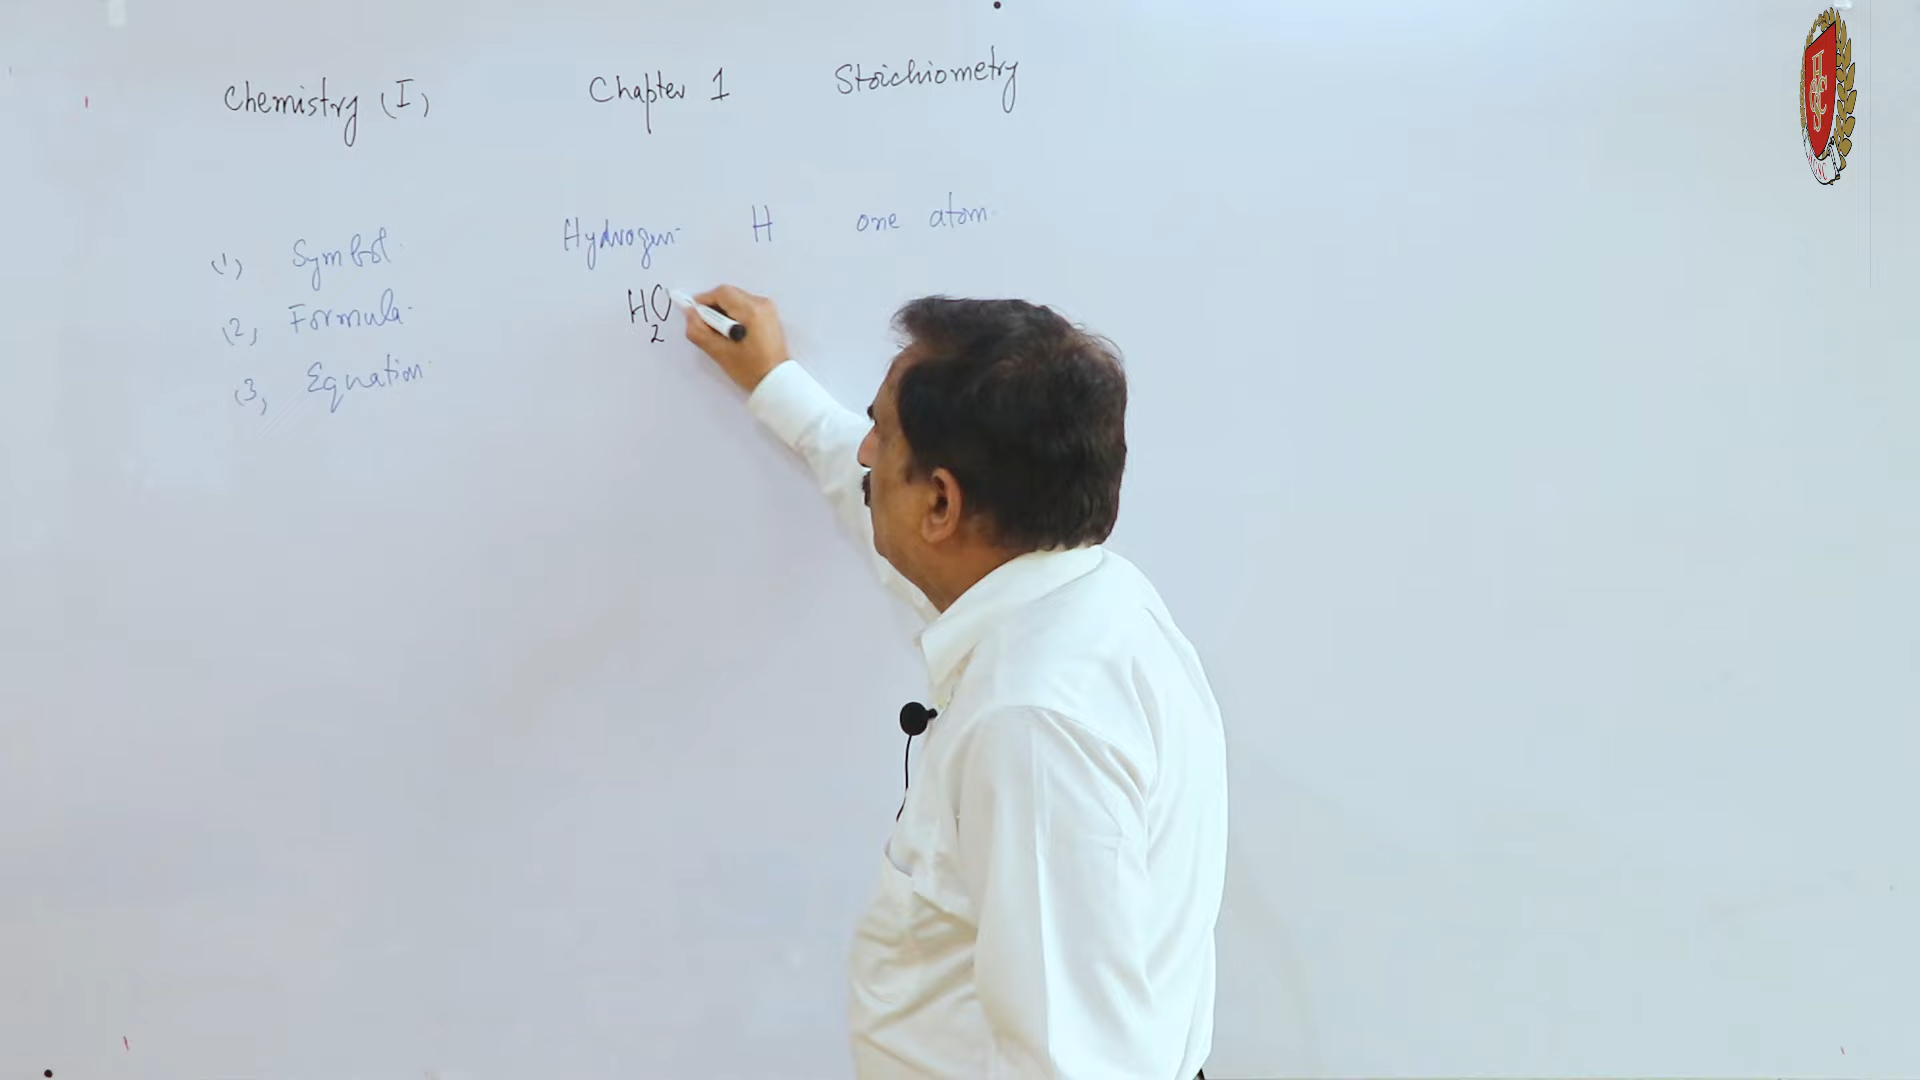 Chemistry (I) Chapter 1 Stoichiometry
(1) Symbol Hydrogen H one atom
(2) Formula H2O
(3) Equation